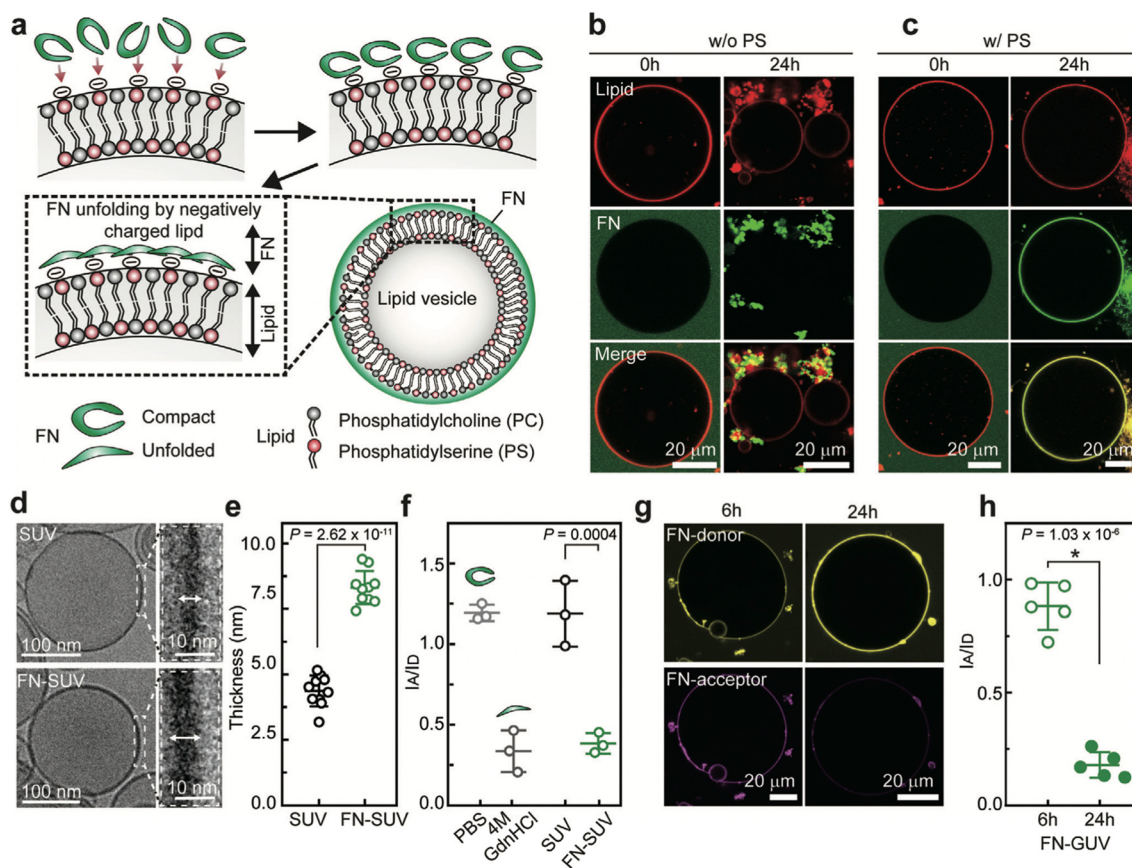 a
FN unfolding by negatively
charged lipd
FN
Lipid
FN
Lipid vesicle
FN
Compact
Unfolded
Lipid
Phosphatidylcholine (PC)
Phosphatidylserine (PS)
b
w/o PS
0h
24h
Lipid
FN
Merge
20 μm
20 μm
c
w/ PS
0h
24h
20 μm
20 μm
d
SUV
100 nm
10 nm
FN-SUV
100 nm
10 nm
e
P = 2.62 x 10-11
10.0
7.5
5.0
2.5
0.0
Thickness (nm)
SUV
FN-SUV
f
P = 0.0004
1.5
1.0
0.5
0.0
IA/ID
PBS
4M
GdnHCl
SUV
FN-SUV
g
6h
24h
FN-donor
FN-acceptor
20 μm
20 μm
h
P = 1.03 x 10-6
*
1.0
0.5
0.0
IA/ID
6h
24h
FN-GUV